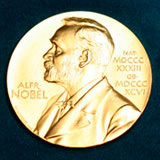 ALFR.
NOBEL
NAT.
MDCCC
XXXIII
OB.
MDCCC
XCVI